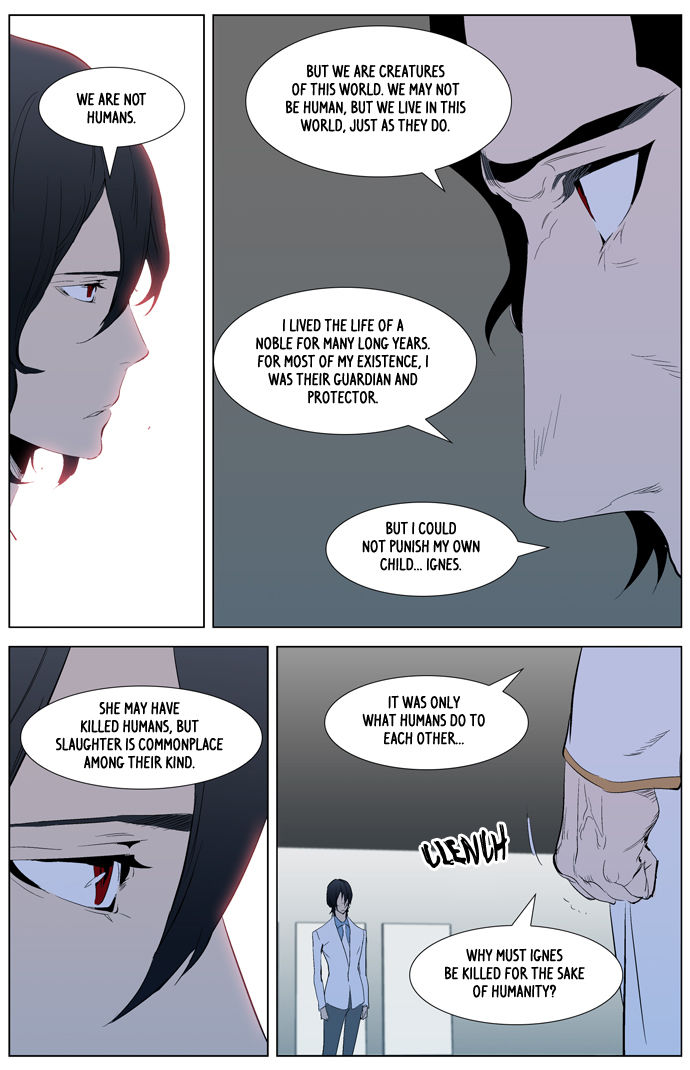 WE ARE NOT
HUMANS.
BUT WE ARE CREATURES
OF THIS WORLD. WE MAY NOT
BE HUMAN, BUT WE LIVE IN THIS
WORLD, JUST AS THEY DO.
I LIVED THE LIFE OF A
NOBLE FOR MANY LONG YEARS.
FOR MOST OF MY EXISTENCE, I
WAS THEIR GUARDIAN AND
PROTECTOR.
BUT I COULD
NOT PUNISH MY OWN
CHILD... IGNES.
SHE MAY HAVE
KILLED HUMANS, BUT
SLAUGHTER IS COMMONPLACE
AMONG THEIR KIND.
IT WAS ONLY
WHAT HUMANS DO TO
EACH OTHER...
CLENCH
WHY MUST IGNES
BE KILLED FOR THE SAKE
OF HUMANITY?